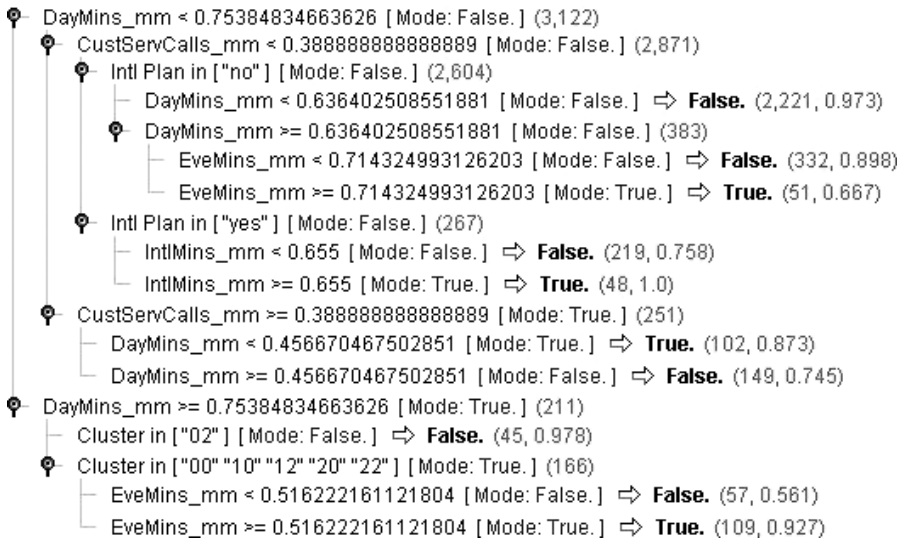 DayMins_mm < 0.75384834663626 [ Mode: False. ] (3,122)
CustServCalls_mm < 0.3888888888888889 [ Mode: False. ] (2,871)
Intl Plan in [ "no" ] [ Mode: False. ] (2,604)
DayMins_mm < 0.636402508551881 [ Mode: False. ] ⇨ False. (2,221, 0.973)
DayMins_mm >= 0.636402508551881 [ Mode: False. ] (383)
EveMins_mm < 0.714324993126203 [ Mode: False. ] ⇨ False. (332, 0.898)
EveMins_mm >= 0.714324993126203 [ Mode: True. ] ⇨ True. (51, 0.667)
Intl Plan in [ "yes" ] [ Mode: False. ] (267)
IntlMins_mm < 0.655 [ Mode: False. ] ⇨ False. (219, 0.758)
IntlMins_mm >= 0.655 [ Mode: True. ] ⇨ True. (48, 1.0)
CustServCalls_mm >= 0.3888888888888889 [ Mode: True. ] (251)
DayMins_mm < 0.456670467502851 [ Mode: True. ] ⇨ True. (102, 0.873)
DayMins_mm >= 0.456670467502851 [ Mode: False. ] ⇨ False. (149, 0.745)
DayMins_mm >= 0.75384834663626 [ Mode: True. ] (211)
Cluster in [ "02" ] [ Mode: False. ] ⇨ False. (45, 0.978)
Cluster in [ "00" "10" "12" "20" "22" ] [ Mode: True. ] (166)
EveMins_mm < 0.516222161121804 [ Mode: False. ] ⇨ False. (57, 0.561)
EveMins_mm >= 0.516222161121804 [ Mode: True. ] ⇨ True. (109, 0.927)